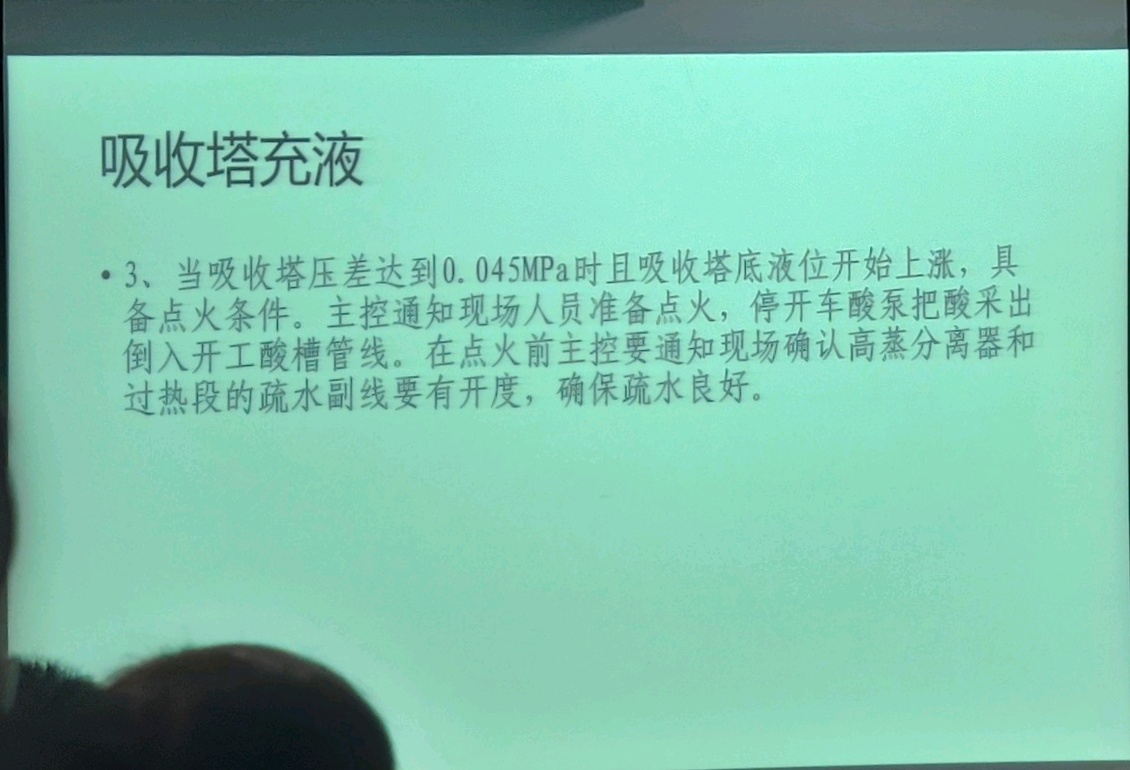 吸收塔充液
• 3、当吸收塔压差达到0.045MPa时且吸收塔底液位开始上涨，具
备点火条件。主控通知现场人员准备点火，停开车酸泵把酸采出
倒入开工酸槽管线。在点火前主控要通知现场确认高蒸分离器和
过热段的疏水副线要有开度，确保疏水良好。